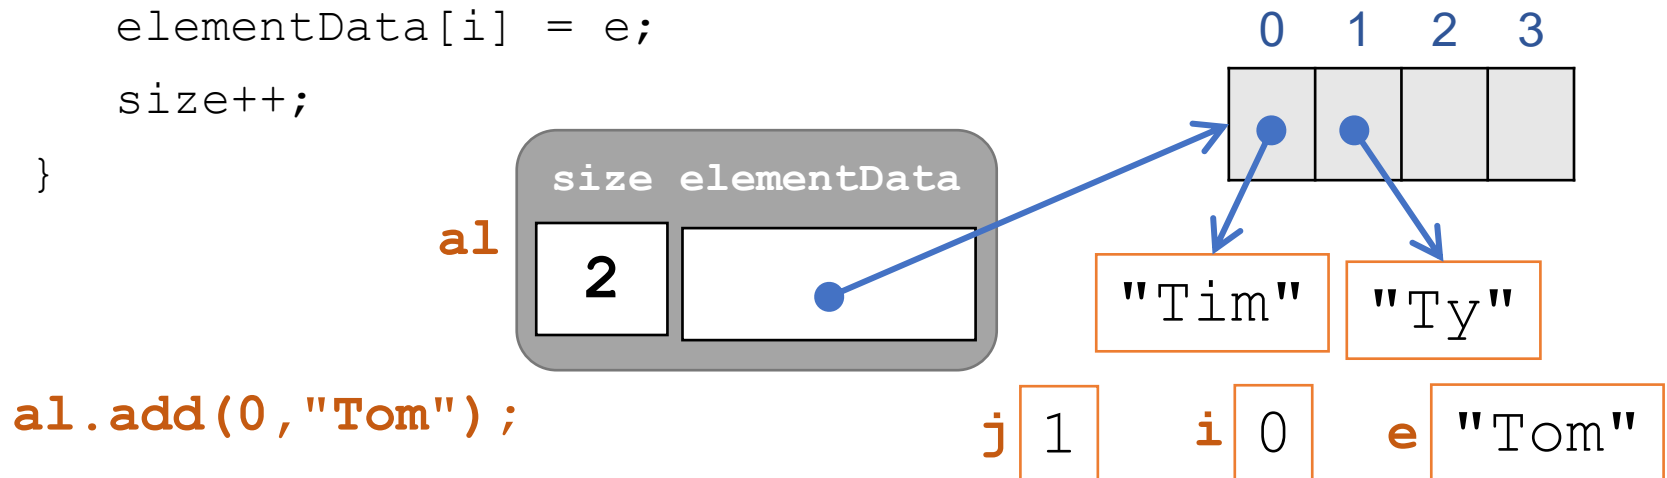 elementData[i] = e;
size++;
}
0 1 2 3
size elementData
al
2
"Tim" "Ty"
al.add(0,"Tom");
j 1 i 0 e "Tom"